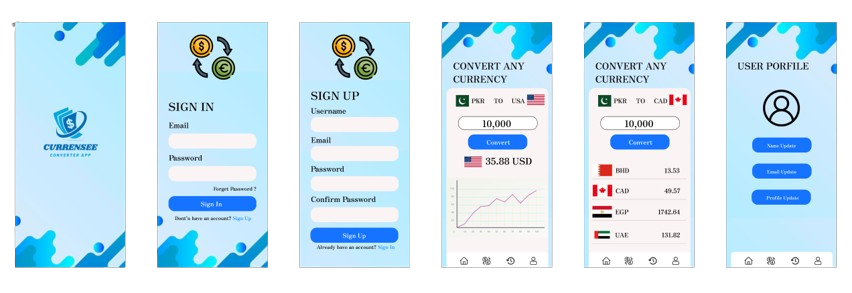 CURRENSEE
CONVERTER APP
SIGN IN
Email
Password
Forget Password ?
Sign In
Dont's have an account? Sign Up
SIGN UP
Username
Email
Password
Confirm Password
Sign Up
Already have an account? Sign In
CONVERT ANY
CURRENCY
PKR TO USA
10,000
Convert
35.88 USD
CONVERT ANY
CURRENCY
PKR TO CAD
10,000
Convert
BHD 13.53
CAD 49.57
EGP 1742.64
UAE 131.82
USER PORFILE
Name Update
Email Update
Profile Update